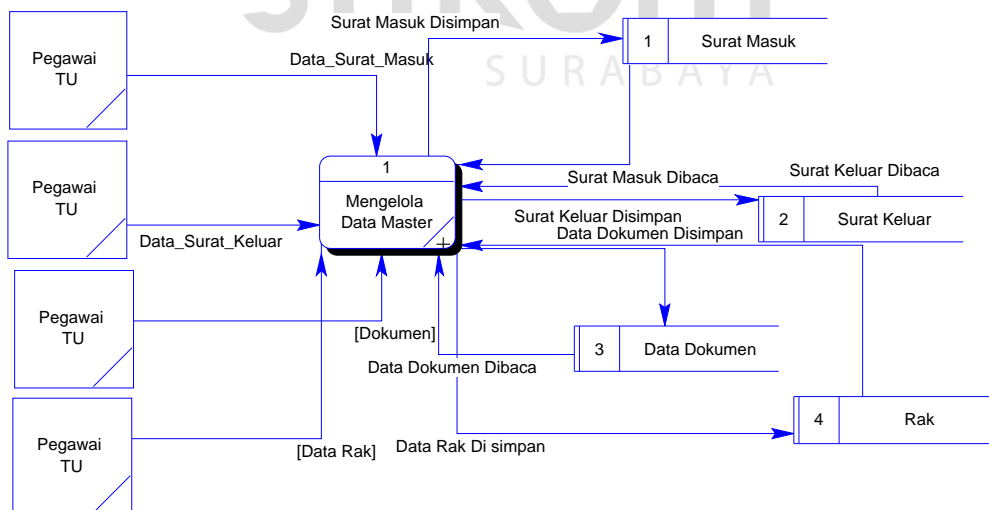 Surat Masuk Disimpan
Pegawai
TU
Data_Surat_Masuk
1 Surat Masuk
SURABAYA
1
Mengelola
Data Master
Pegawai
TU
Data_Surat_Keluar
Surat Masuk Dibaca
Surat Keluar Dibaca
Surat Keluar Disimpan
2 Surat Keluar
Data Dokumen Disimpan
Pegawai
TU
[Dokumen]
3 Data Dokumen
Data Dokumen Dibaca
4 Rak
Pegawai
TU
[Data Rak]
Data Rak Di simpan